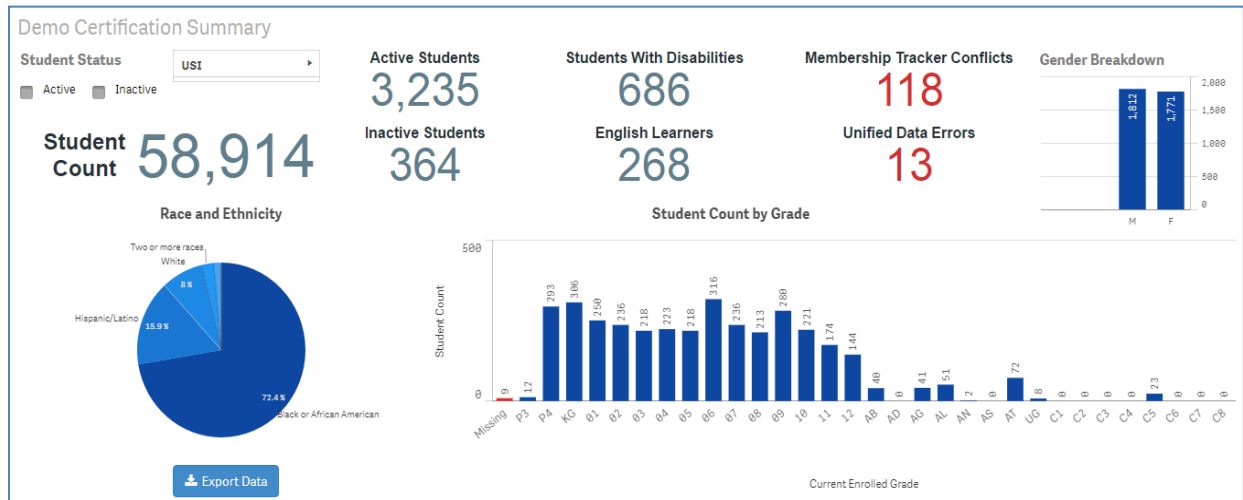 Demo Certification Summary
Student Status
USI
Active
Inactive
Student Count 58,914
Active Students
3,235
Inactive Students
364
Students With Disabilities
686
English Learners
268
Membership Tracker Conflicts
118
Unified Data Errors
13
Gender Breakdown
2,000
1,500
1,000
500
0
1,812
1,771
M
F
Race and Ethnicity
Two or more races
White
8%
Hispanic/Latino
15.9%
72.4%
Black or African American
Export Data
Student Count by Grade
500
0
Student Count
9 12 293 306 250 236 218 223 218 316 236 213 280 221 174 144 40 0 41 51 2 0 72 8 0 0 0 0 23 0 0 0
Missing P3 P4 KG 01 02 03 04 05 06 07 08 09 10 11 12 AB AD AG AL AN AS AT UG C1 C2 C3 C4 C5 C6 C7 C8
Current Enrolled Grade